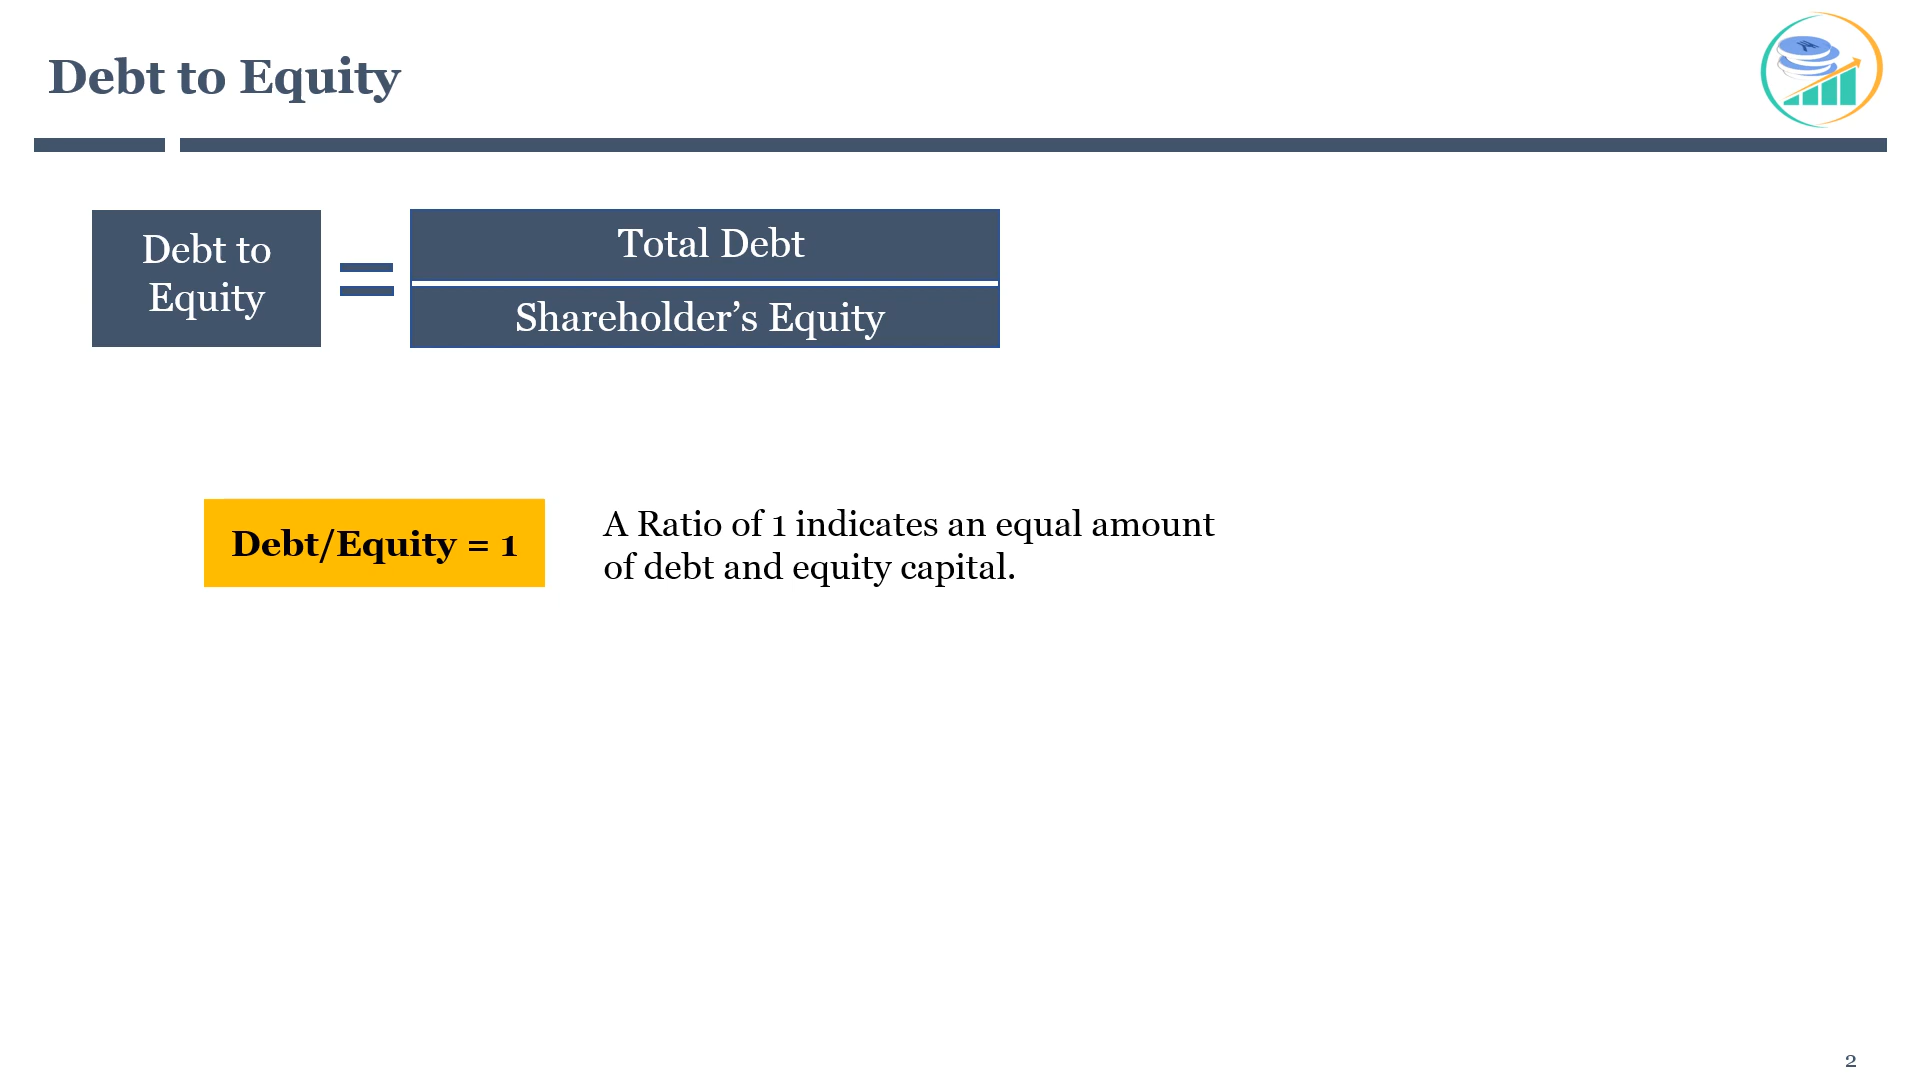 Debt to Equity
Debt to
Equity
=
Total Debt
Shareholder’s Equity
Debt/Equity = 1
A Ratio of 1 indicates an equal amount
of debt and equity capital.
2